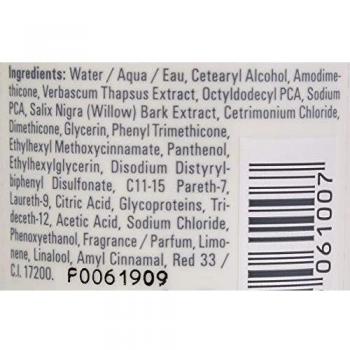 Ingredients: Water / Aqua / Eau, Cetearyl Alcohol, Amodime-
thicone, Verbascum Thapsus Extract, Octyldodecyl PCA, Sodium
PCA, Salix Nigra (Willow) Bark Extract, Cetrimonium Chloride,
Dimethicone, Glycerin, Phenyl Trimethicone,
Ethylhexyl Methoxycinnamate, Panthenol,
Ethylhexylglycerin, Disodium Distyryl-
biphenyl Disulfonate, C11-15 Pareth-7,
Laureth-9, Citric Acid, Glycoproteins, Tri-
deceth-12, Acetic Acid, Sodium Chloride,
Phenoxyethanol, Fragrance / Parfum, Limo-
nene, Linalool, Amyl Cinnamal, Red 33 /
C.I. 17200.
P0061909
061007